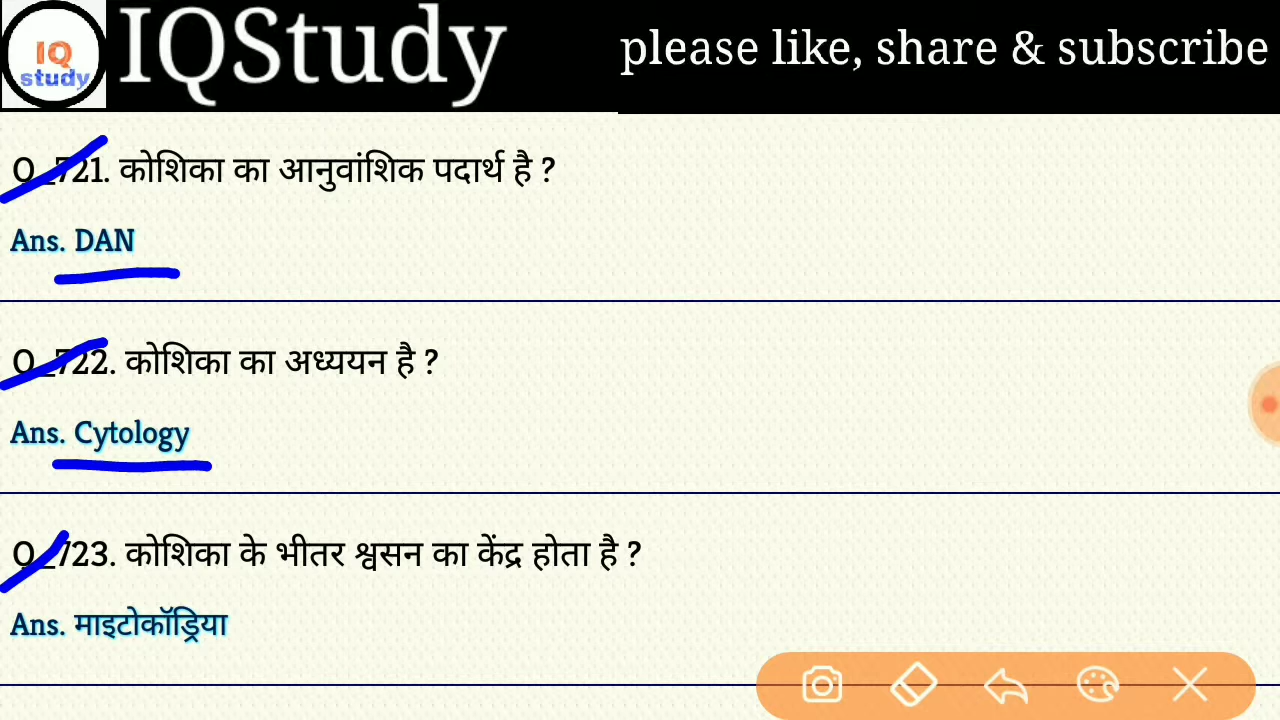 IQ
study
IQStudy
please like, share & subscribe
Q_721. कोशिका का आनुवांशिक पदार्थ है ?
Ans. DAN
Q_722. कोशिका का अध्ययन है ?
Ans. Cytology
Q_723. कोशिका के भीतर श्वसन का केंद्र होता है ?
Ans. माइटोकॉड्रिया